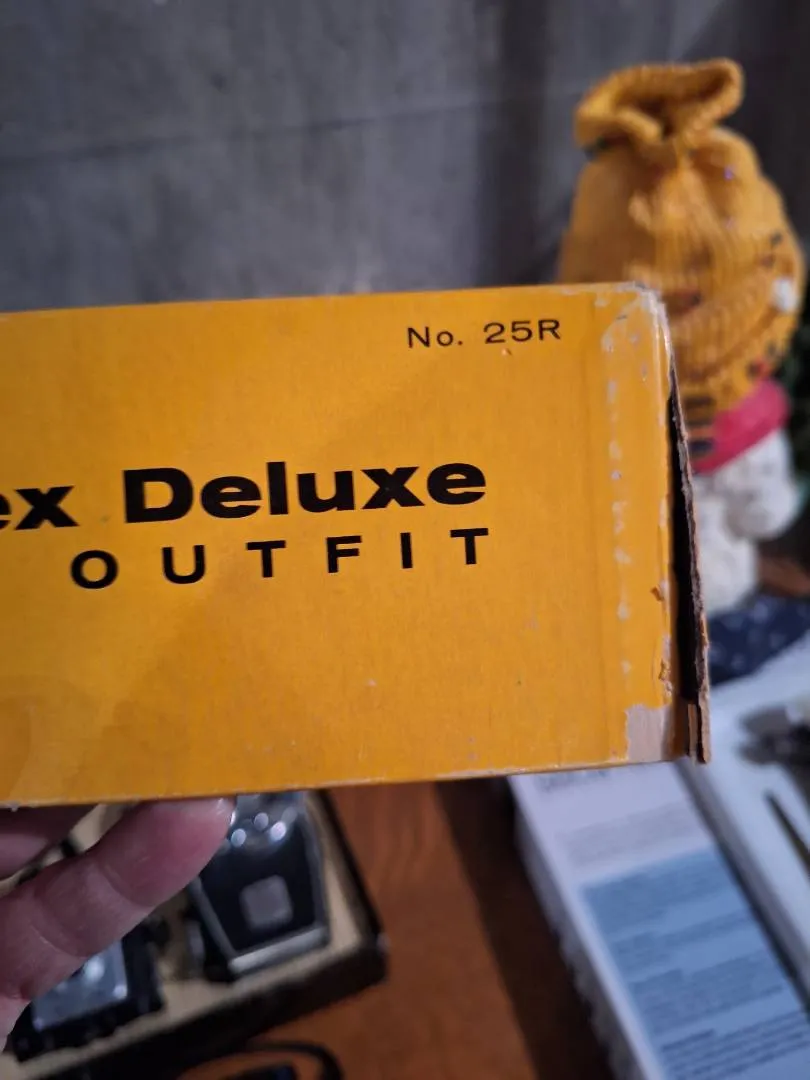 No. 25R
ex Deluxe
OUTFIT